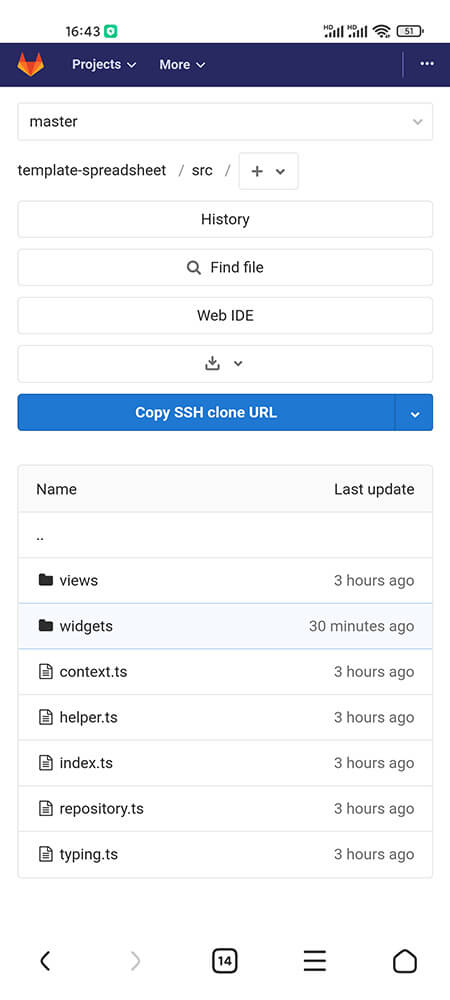 16:43 HD HD 51
Projects More
master
template-spreadsheet / src / +
History
Find file
Web IDE
Copy SSH clone URL
Name Last update
..
views 3 hours ago
widgets 30 minutes ago
context.ts 3 hours ago
helper.ts 3 hours ago
index.ts 3 hours ago
repository.ts 3 hours ago
typing.ts 3 hours ago
14